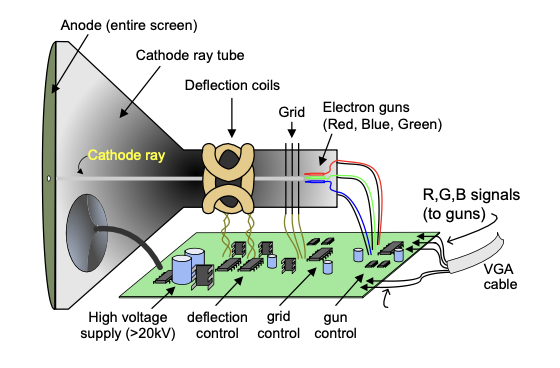 Anode (entire screen)
Cathode ray tube
Deflection coils
Grid
Electron guns
(Red, Blue, Green)
Cathode ray
R,G,B signals
(to guns)
VGA
cable
High voltage
supply (>20kV)
deflection
control
grid
control
gun
control